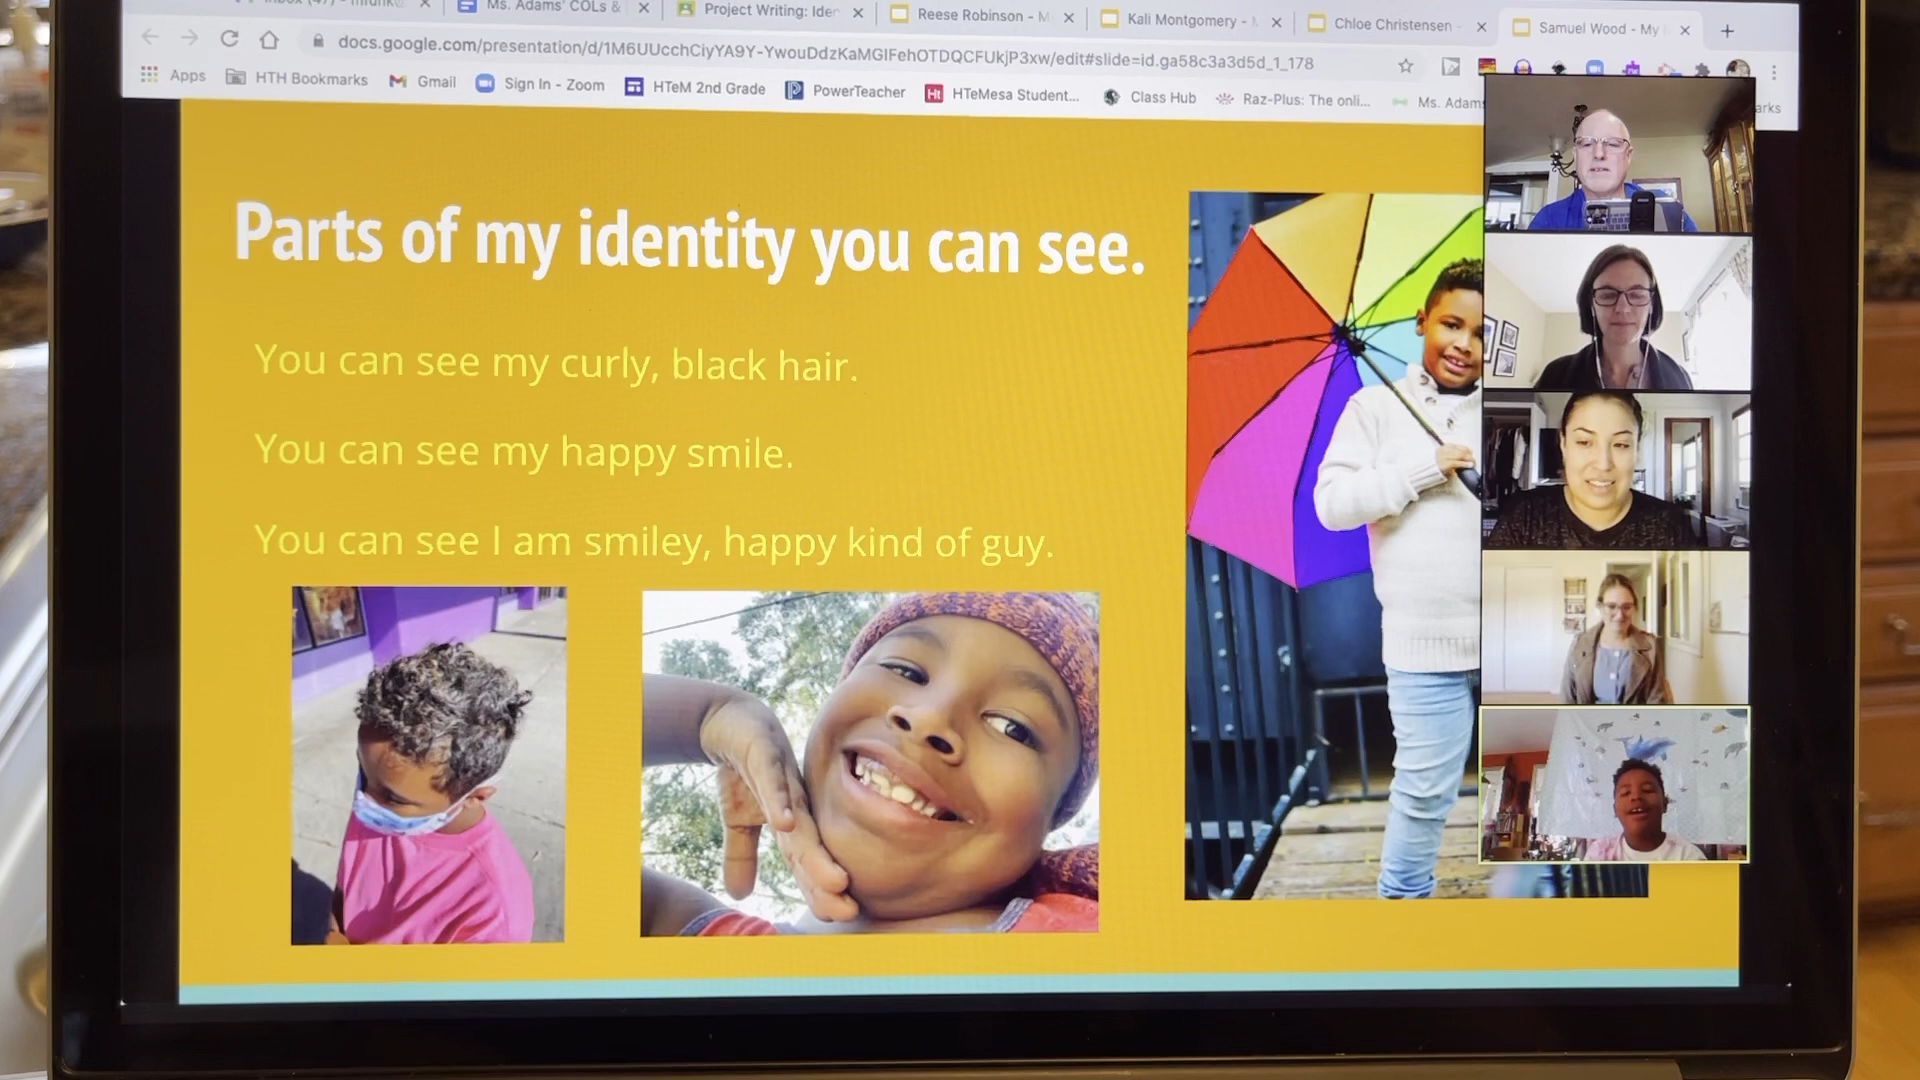 Ms. Adams' COLs &
Project Writing: Iden
Reese Robinson - M
Kali Montgomery -
Chloe Christensen -
Samuel Wood - My
docs.google.com/presentation/d/1M6UUcchCiyYA9Y-YwouDdzKaMGIFehOTDQCFUkjP3xw/edit#slide=id.ga58c3a3d5d_1_178
Apps
HTH Bookmarks
Gmail
Sign In - Zoom
HTeM 2nd Grade
PowerTeacher
Ht
HTeMesa Student...
Class Hub
Raz-Plus: The onli...
Ms. Adams
arks
Parts of my identity you can see.
You can see my curly, black hair.
You can see my happy smile.
You can see I am smiley, happy kind of guy.